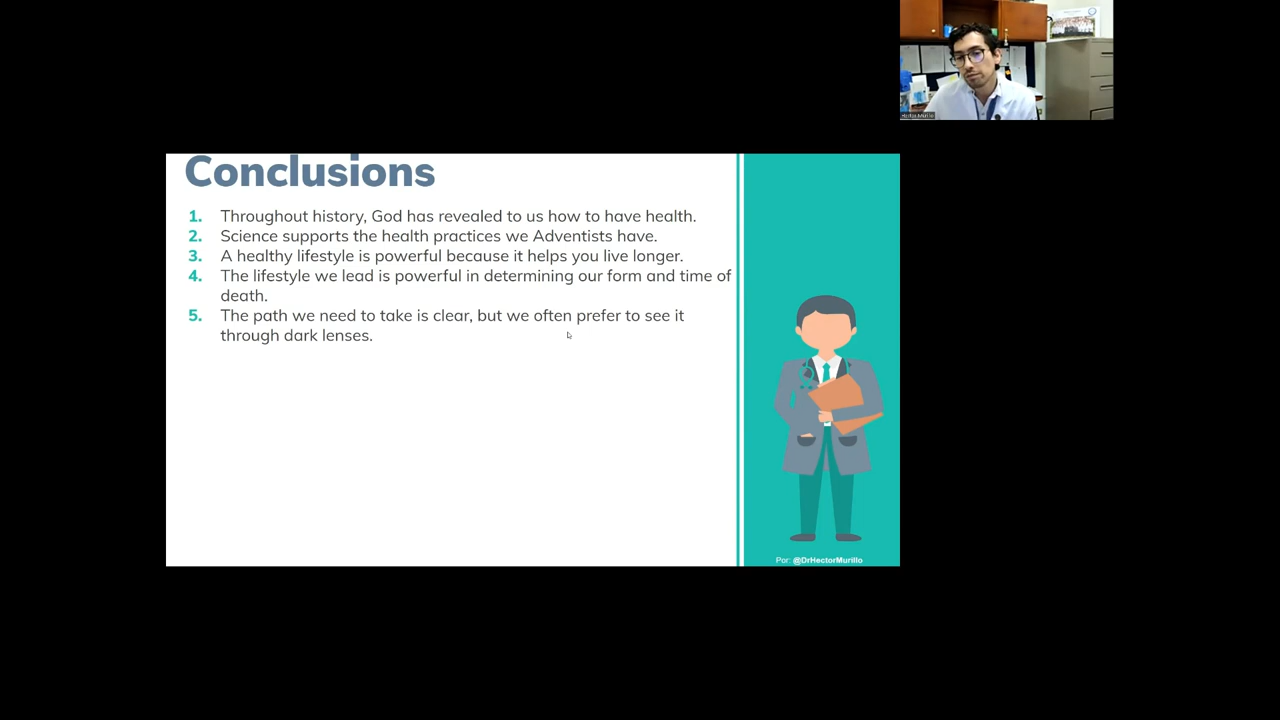 Hector Murillo
Conclusions
1. Throughout history, God has revealed to us how to have health.
2. Science supports the health practices we Adventists have.
3. A healthy lifestyle is powerful because it helps you live longer.
4. The lifestyle we lead is powerful in determining our form and time of
death.
5. The path we need to take is clear, but we often prefer to see it
through dark lenses.
Por: @DrHectorMurillo